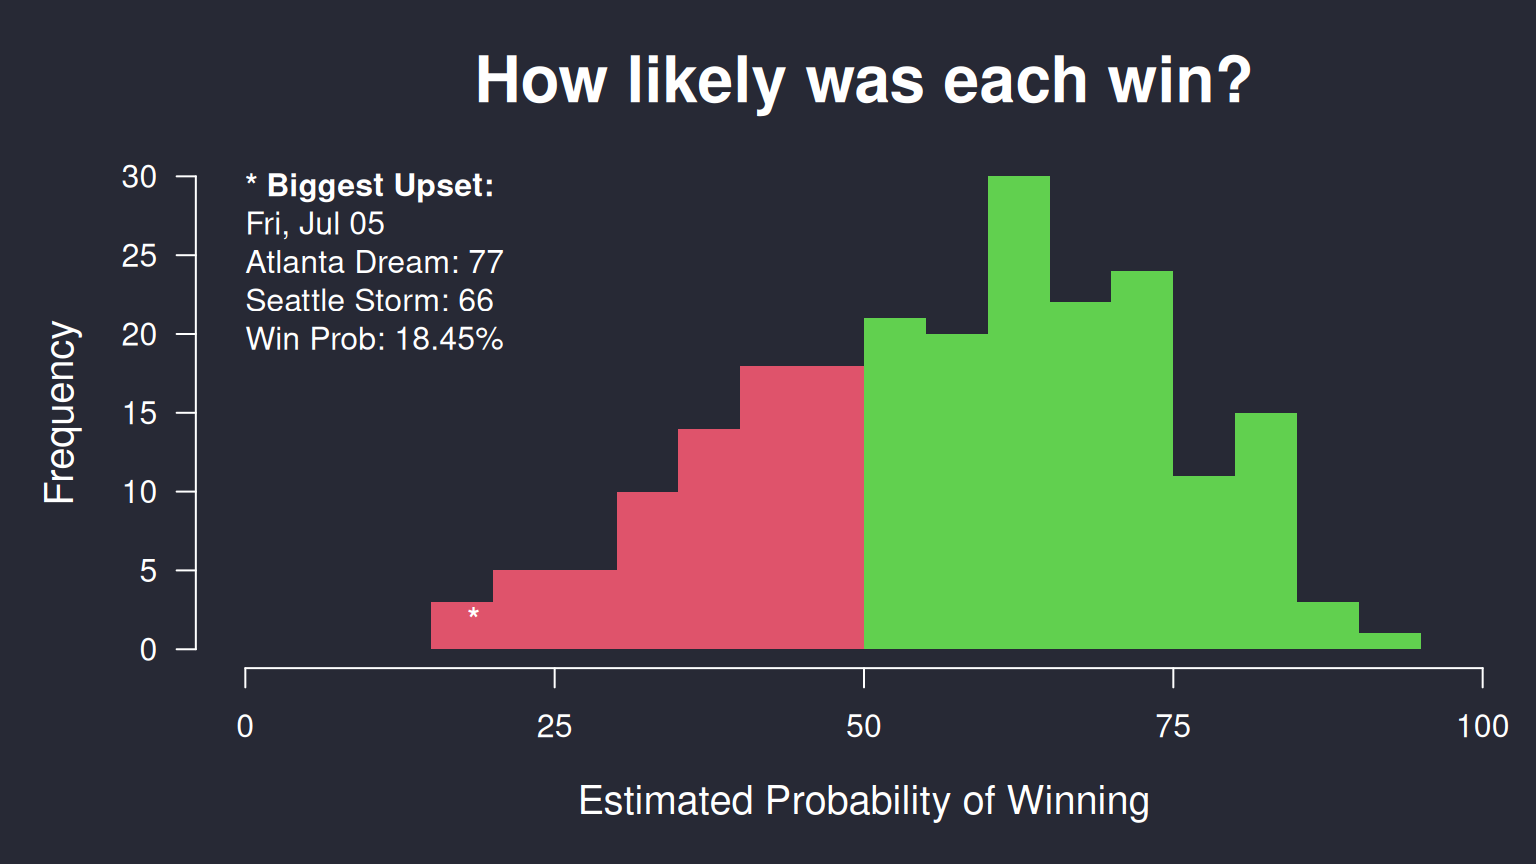 How likely was each win?
* Biggest Upset:
Fri, Jul 05
Atlanta Dream: 77
Seattle Storm: 66
Win Prob: 18.45%
30
25
20
15
10
5
0
Frequency
*
0 25 50 75 100
Estimated Probability of Winning